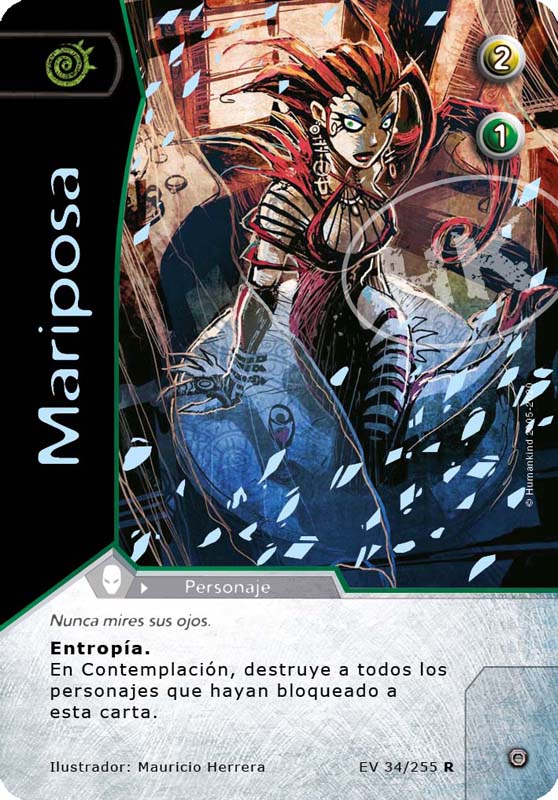 Mariposa
2
1
Personaje
Nunca mires sus ojos.
Entropía.
En Contemplación, destruye a todos los
personajes que hayan bloqueado a
esta carta.
Ilustrador: Mauricio Herrera
EV 34/255 R